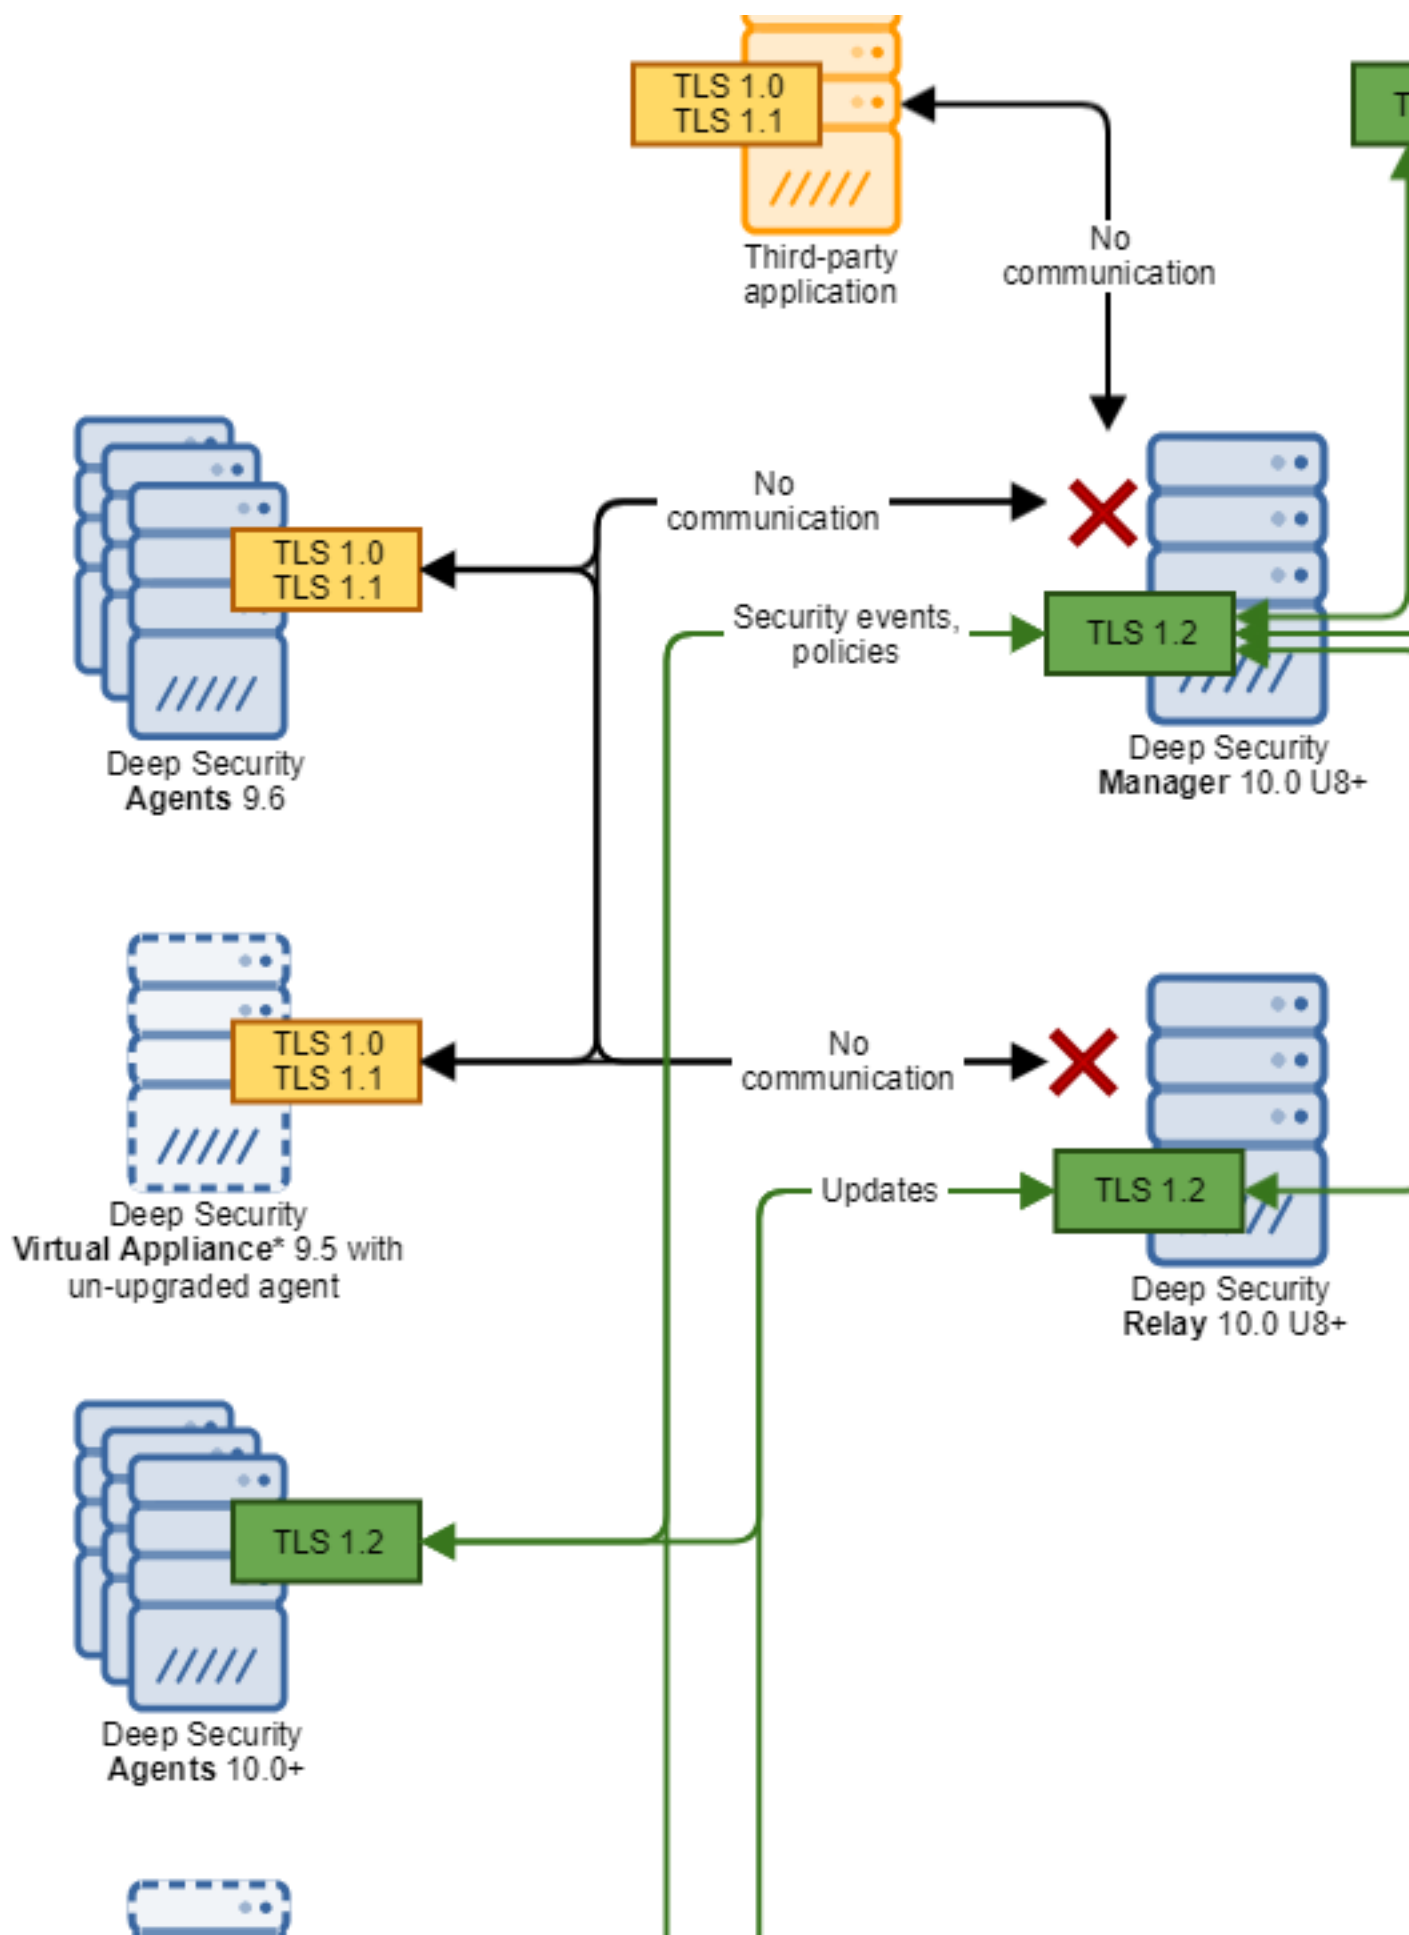 TLS 1.0
TLS 1.1
Third-party
application
No
communication
No
communication
TLS 1.0
TLS 1.1
Security events,
policies
TLS 1.2
Deep Security
Manager 10.0 U8+
Deep Security
Agents 9.6
TLS 1.0
TLS 1.1
No
communication
Deep Security
Virtual Appliance* 9.5 with
un-upgraded agent
Updates
TLS 1.2
Deep Security
Relay 10.0 U8+
TLS 1.2
Deep Security
Agents 10.0+